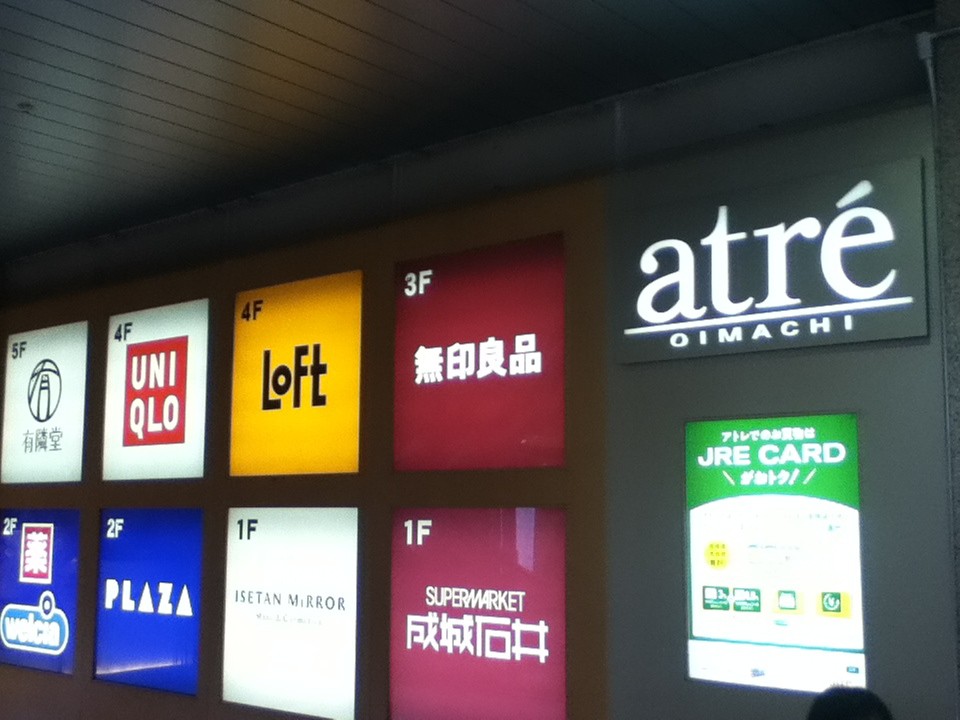 atré
OIMACHI
5F
有隣堂
4F
UNI
QLO
4F
LOFT
3F
無印良品
2F
薬
welcia
2F
PLAZA
1F
ISETAN MiRROR
1F
SUPERMARKET
成城石井
アトレでのお買物は
JRE CARD
がおトク!